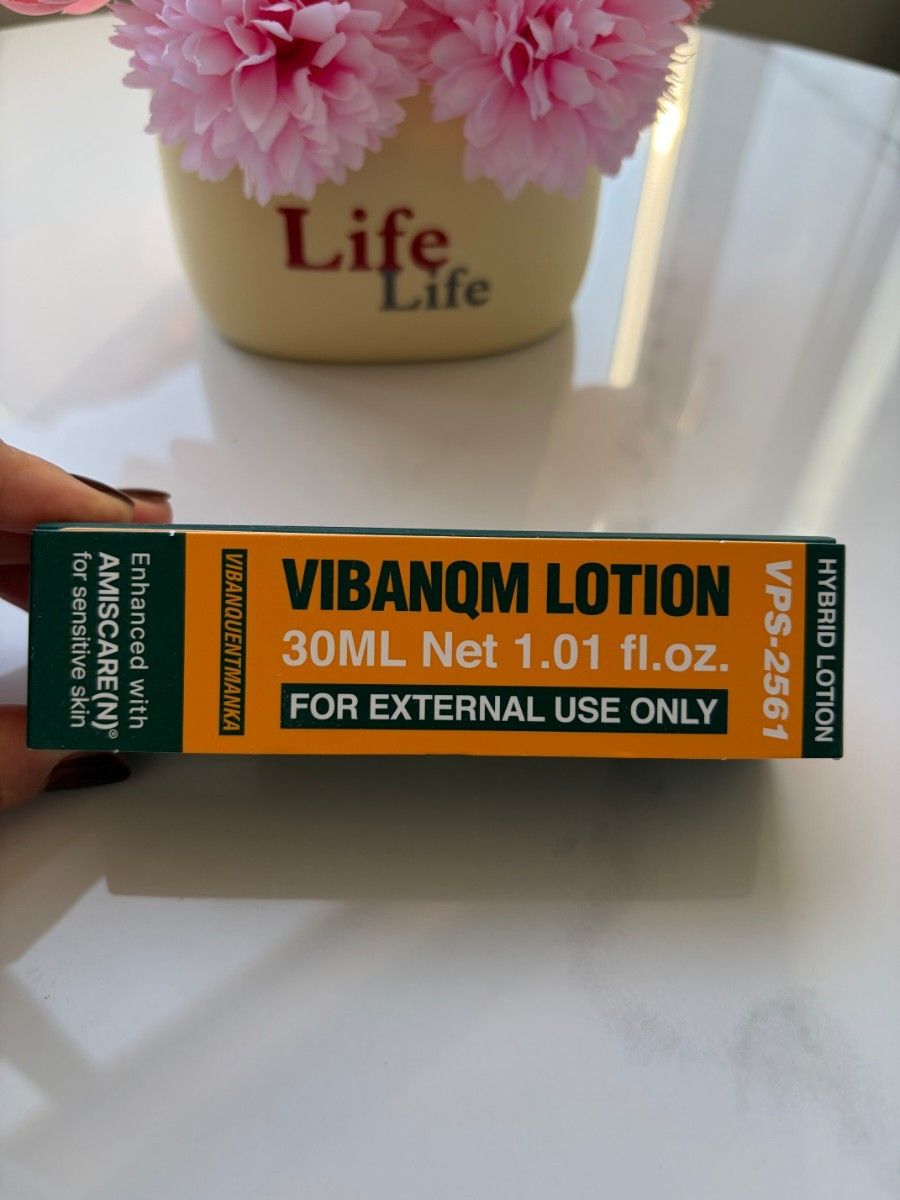 Life
Life
Enhanced with
AMISCARE(N)®
for sensitive skin
VIBANQUENTMANKA
VIBANQM LOTION
30ML Net 1.01 fl.oz.
FOR EXTERNAL USE ONLY
VPS-2561
HYBRID LOTION